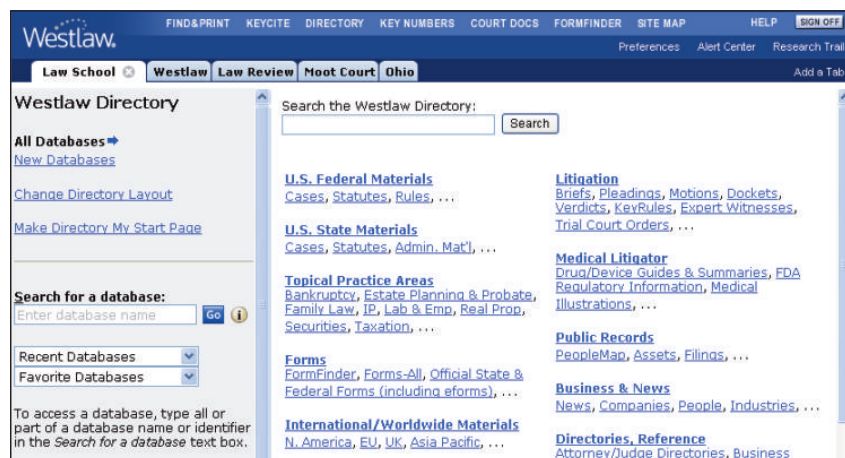 Westlaw.
FIND&PRINT KEYCITE DIRECTORY KEY NUMBERS COURT DOCS FORMFINDER SITE MAP HELP SIGN OFF
Preferences Alert Center Research Trail
Law School Westlaw Law Review Moot Court Ohio Add a Tab
Westlaw Directory
All Databases
New Databases
Change Directory Layout
Make Directory My Start Page
Search for a database:
Enter database name Go i
Recent Databases
Favorite Databases
To access a database, type all or
part of a database name or identifier
in the Search for a database text box.
Search the Westlaw Directory:
Search
U.S. Federal Materials
Cases, Statutes, Rules, ...
U.S. State Materials
Cases, Statutes, Admin. Mat'l, ...
Topical Practice Areas
Bankruptcy, Estate Planning & Probate,
Family Law, IP, Lab & Emp, Real Prop,
Securities, Taxation, ...
Forms
FormFinder, Forms-All, Official State &
Federal Forms (including eforms), ...
International/Worldwide Materials
N. America, EU, UK, Asia Pacific, ...
Litigation
Briefs, Pleadings, Motions, Dockets,
Verdicts, KeyRules, Expert Witnesses,
Trial Court Orders, ...
Medical Litigator
Drug/Device Guides & Summaries, FDA
Regulatory Information, Medical
Illustrations, ...
Public Records
PeopleMap, Assets, Filings, ...
Business & News
News, Companies, People, Industries, ...
Directories, Reference
Attorney/Judge Directories, Business